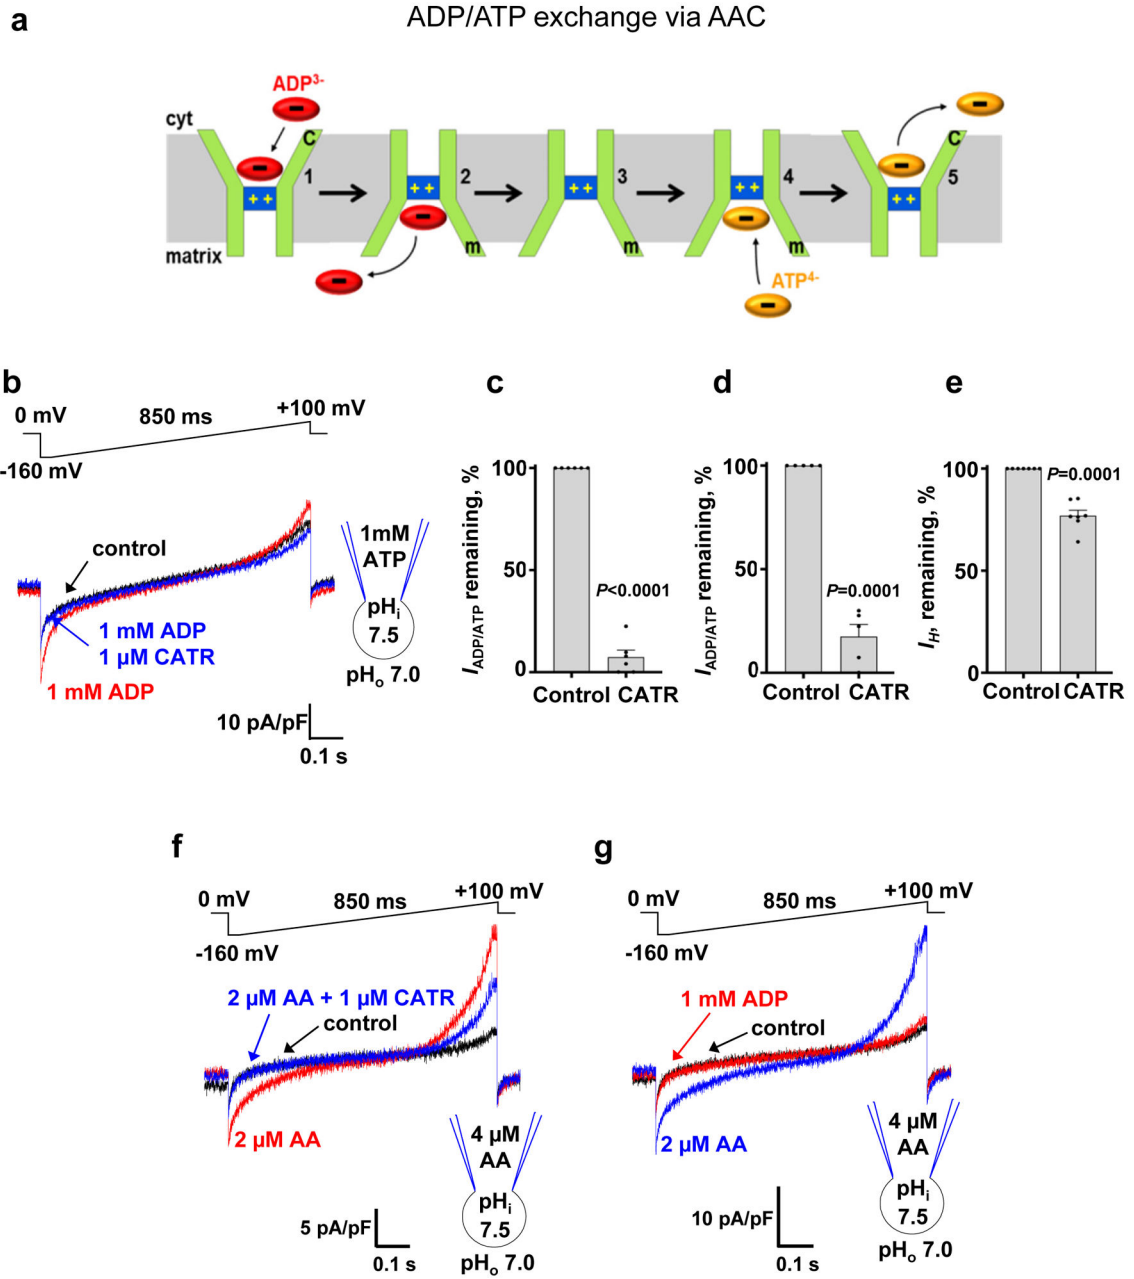 a
ADP/ATP exchange via AAC
ADP3-
cyt
C
C
1
2
3
4
5
+ +
+ +
+ +
+ +
+ +
m
m
m
matrix
ATP4-
b
0 mV
850 ms
+100 mV
-160 mV
control
1 mM ADP
1 µM CATR
1 mM ADP
1mM
ATP
pHi
7.5
pHo 7.0
10 pA/pF
0.1 s
c
IADP/ATP remaining, %
100
50
0
P<0.0001
Control CATR
d
IADP/ATP remaining, %
100
50
0
P=0.0001
Control CATR
e
IH, remaining, %
100
50
0
P=0.0001
Control CATR
f
0 mV
850 ms
+100 mV
-160 mV
2 µM AA + 1 µM CATR
control
2 µM AA
4 µM
AA
pHi
7.5
pHo 7.0
5 pA/pF
0.1 s
g
0 mV
850 ms
+100 mV
-160 mV
1 mM ADP
control
2 µM AA
4 µM
AA
pHi
7.5
pHo 7.0
10 pA/pF
0.1 s